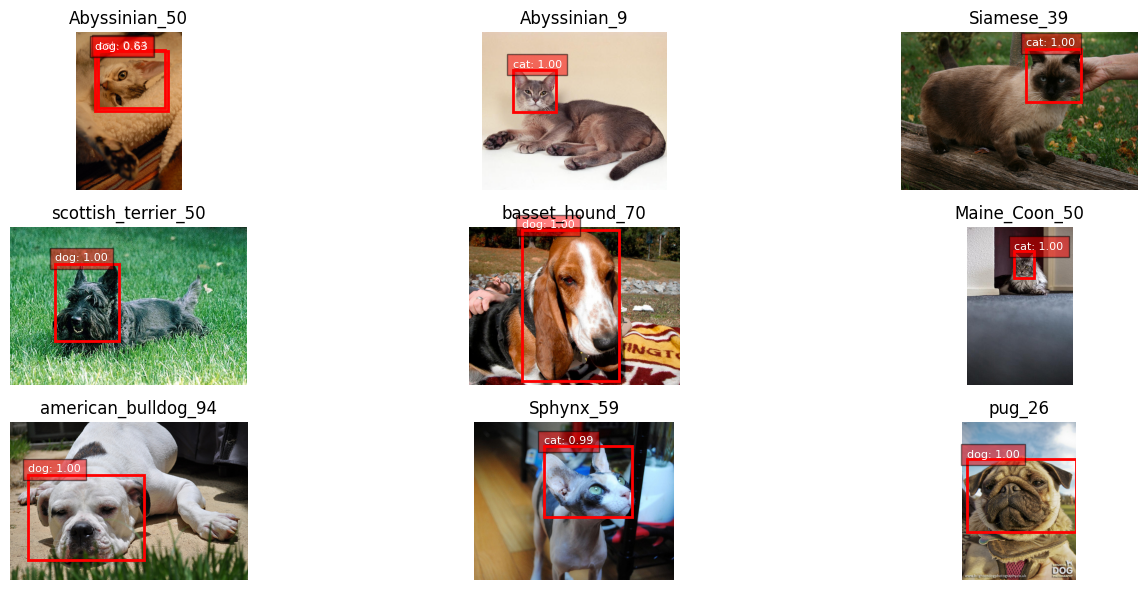 Abyssinian_50
Abyssinian_9
Siamese_39
dog: 0.63
cat: 1.00
cat: 1.00
scottish_terrier_50
basset_hound_70
Maine_Coon_50
dog: 1.00
dog: 1.00
cat: 1.00
american_bulldog_94
Sphynx_59
pug_26
dog: 1.00
cat: 0.99
dog: 1.00
DOG